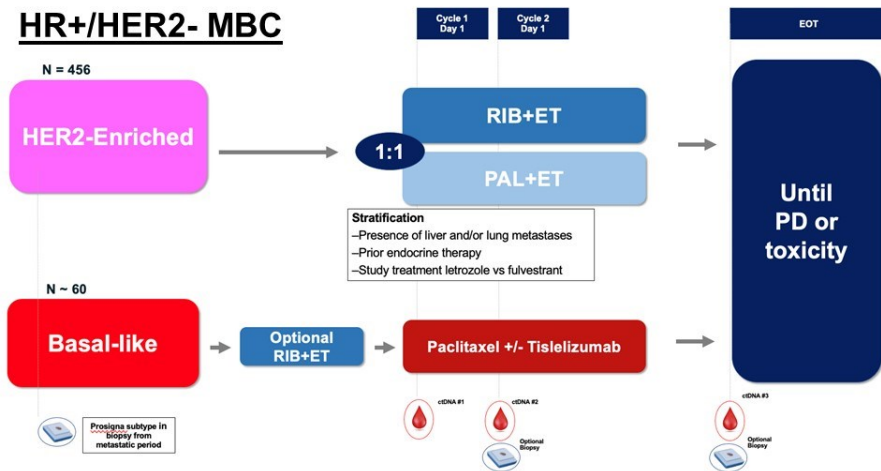 HR+/HER2- MBC
Cycle 1
Day 1
Cycle 2
Day 1
EOT
N = 456
HER2-Enriched
1:1
RIB+ET
PAL+ET
Until
PD or
toxicity
Stratification
–Presence of liver and/or lung metastases
–Prior endocrine therapy
–Study treatment letrozole vs fulvestrant
N ~ 60
Basal-like
Optional
RIB+ET
Paclitaxel +/- Tislelizumab
Prosigna subtype in
biopsy from
metastatic period
ctDNA #1
ctDNA #2
Optional
Biopsy
ctDNA #3
Optional
Biopsy